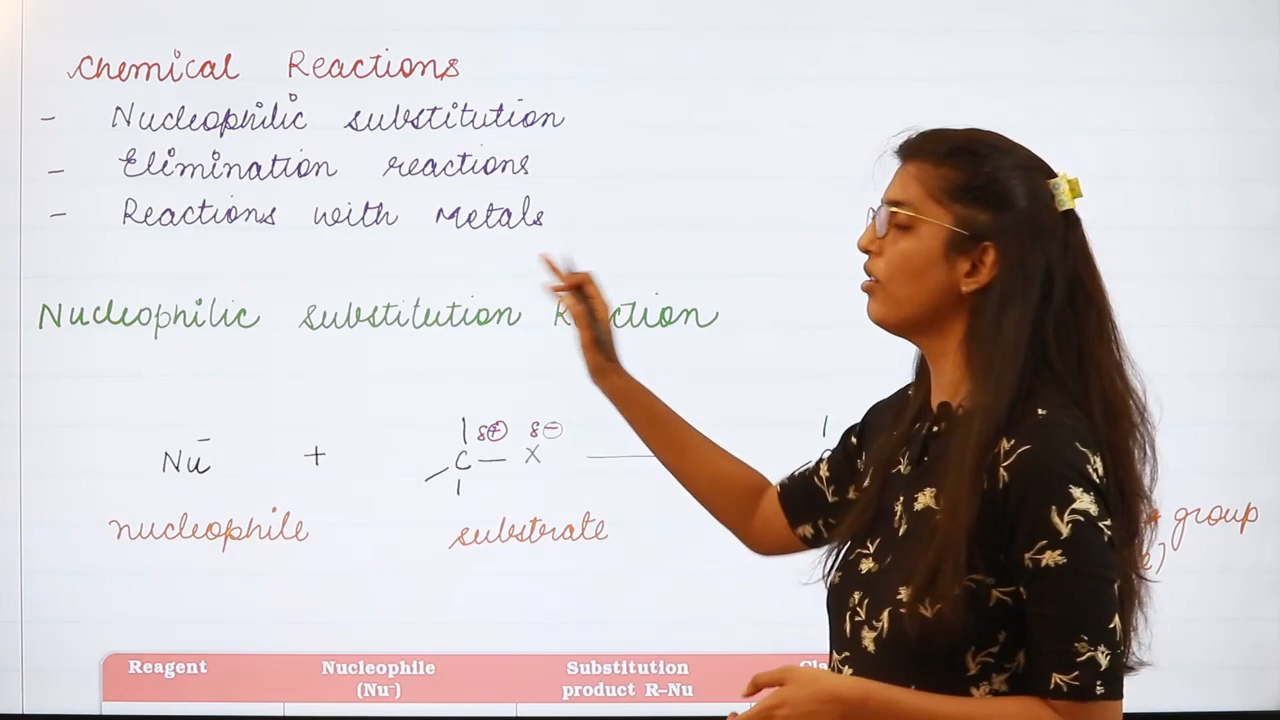 Chemical Reactions
- Nucleophilic substitution
- Elimination reactions
- Reactions with Metals
Nucleophilic substitution Reaction
δ⊕ δ⊖
Nu⁻ + C — X
nucleophile substrate group
Reagent Nucleophile (Nu⁻) Substitution product R–Nu